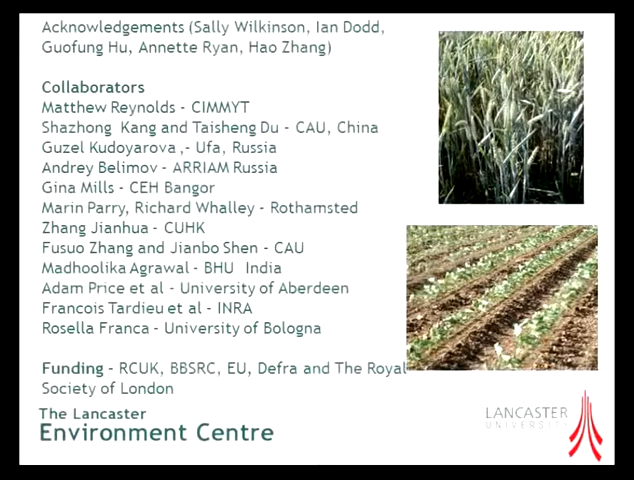 Acknowledgements (Sally Wilkinson, Ian Dodd,
Guofung Hu, Annette Ryan, Hao Zhang)
Collaborators
Matthew Reynolds - CIMMYT
Shazhong Kang and Taisheng Du - CAU, China
Guzel Kudoyarova ,- Ufa, Russia
Andrey Belimov - ARRIAM Russia
Gina Mills - CEH Bangor
Marin Parry, Richard Whalley - Rothamsted
Zhang Jianhua - CUHK
Fusuo Zhang and Jianbo Shen - CAU
Madhoolika Agrawal - BHU India
Adam Price et al - University of Aberdeen
Francois Tardieu et al - INRA
Rosella Franca - University of Bologna
Funding - RCUK, BBSRC, EU, Defra and The Royal
Society of London
The Lancaster
Environment Centre
LANCASTER
UNIVERSITY